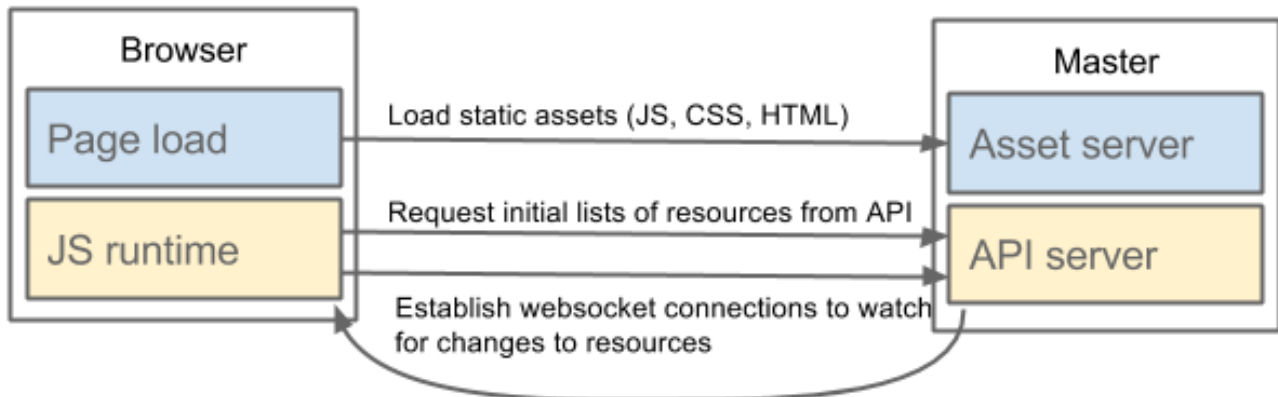 Browser
Page load
JS runtime
Load static assets (JS, CSS, HTML)
Request initial lists of resources from API
Establish websocket connections to watch
for changes to resources
Master
Asset server
API server